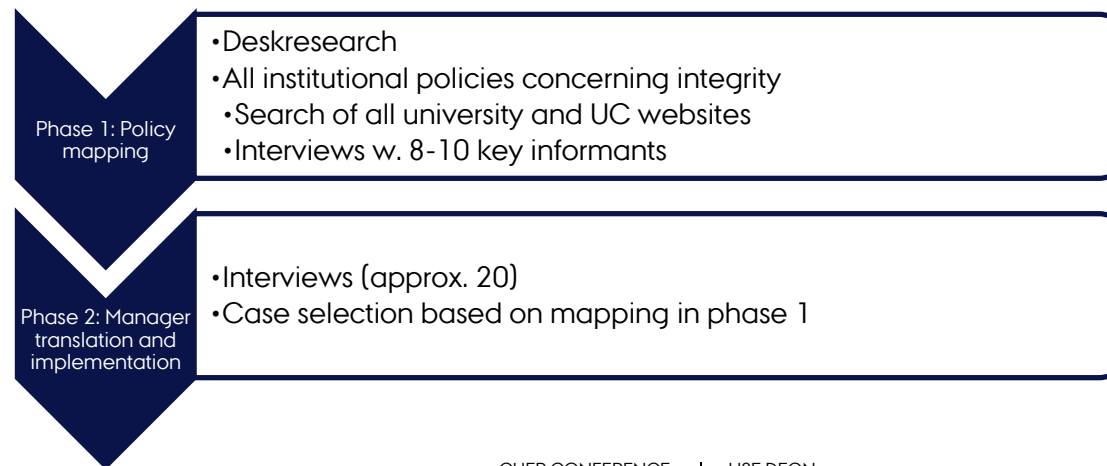 Phase 1: Policy
mapping
•Deskresearch
•All institutional policies concerning integrity
•Search of all university and UC websites
•Interviews w. 8-10 key informants
Phase 2: Manager
translation and
implementation
•Interviews (approx. 20)
•Case selection based on mapping in phase 1